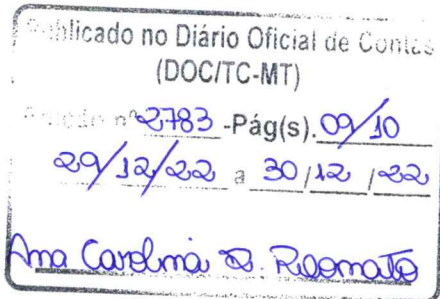 Publicado no Diário Oficial de Contas
(DOC/TC-MT)
nº 2783 -Pág(s). 09/10
29/12/22 a 30/12/22
Ana Carolina